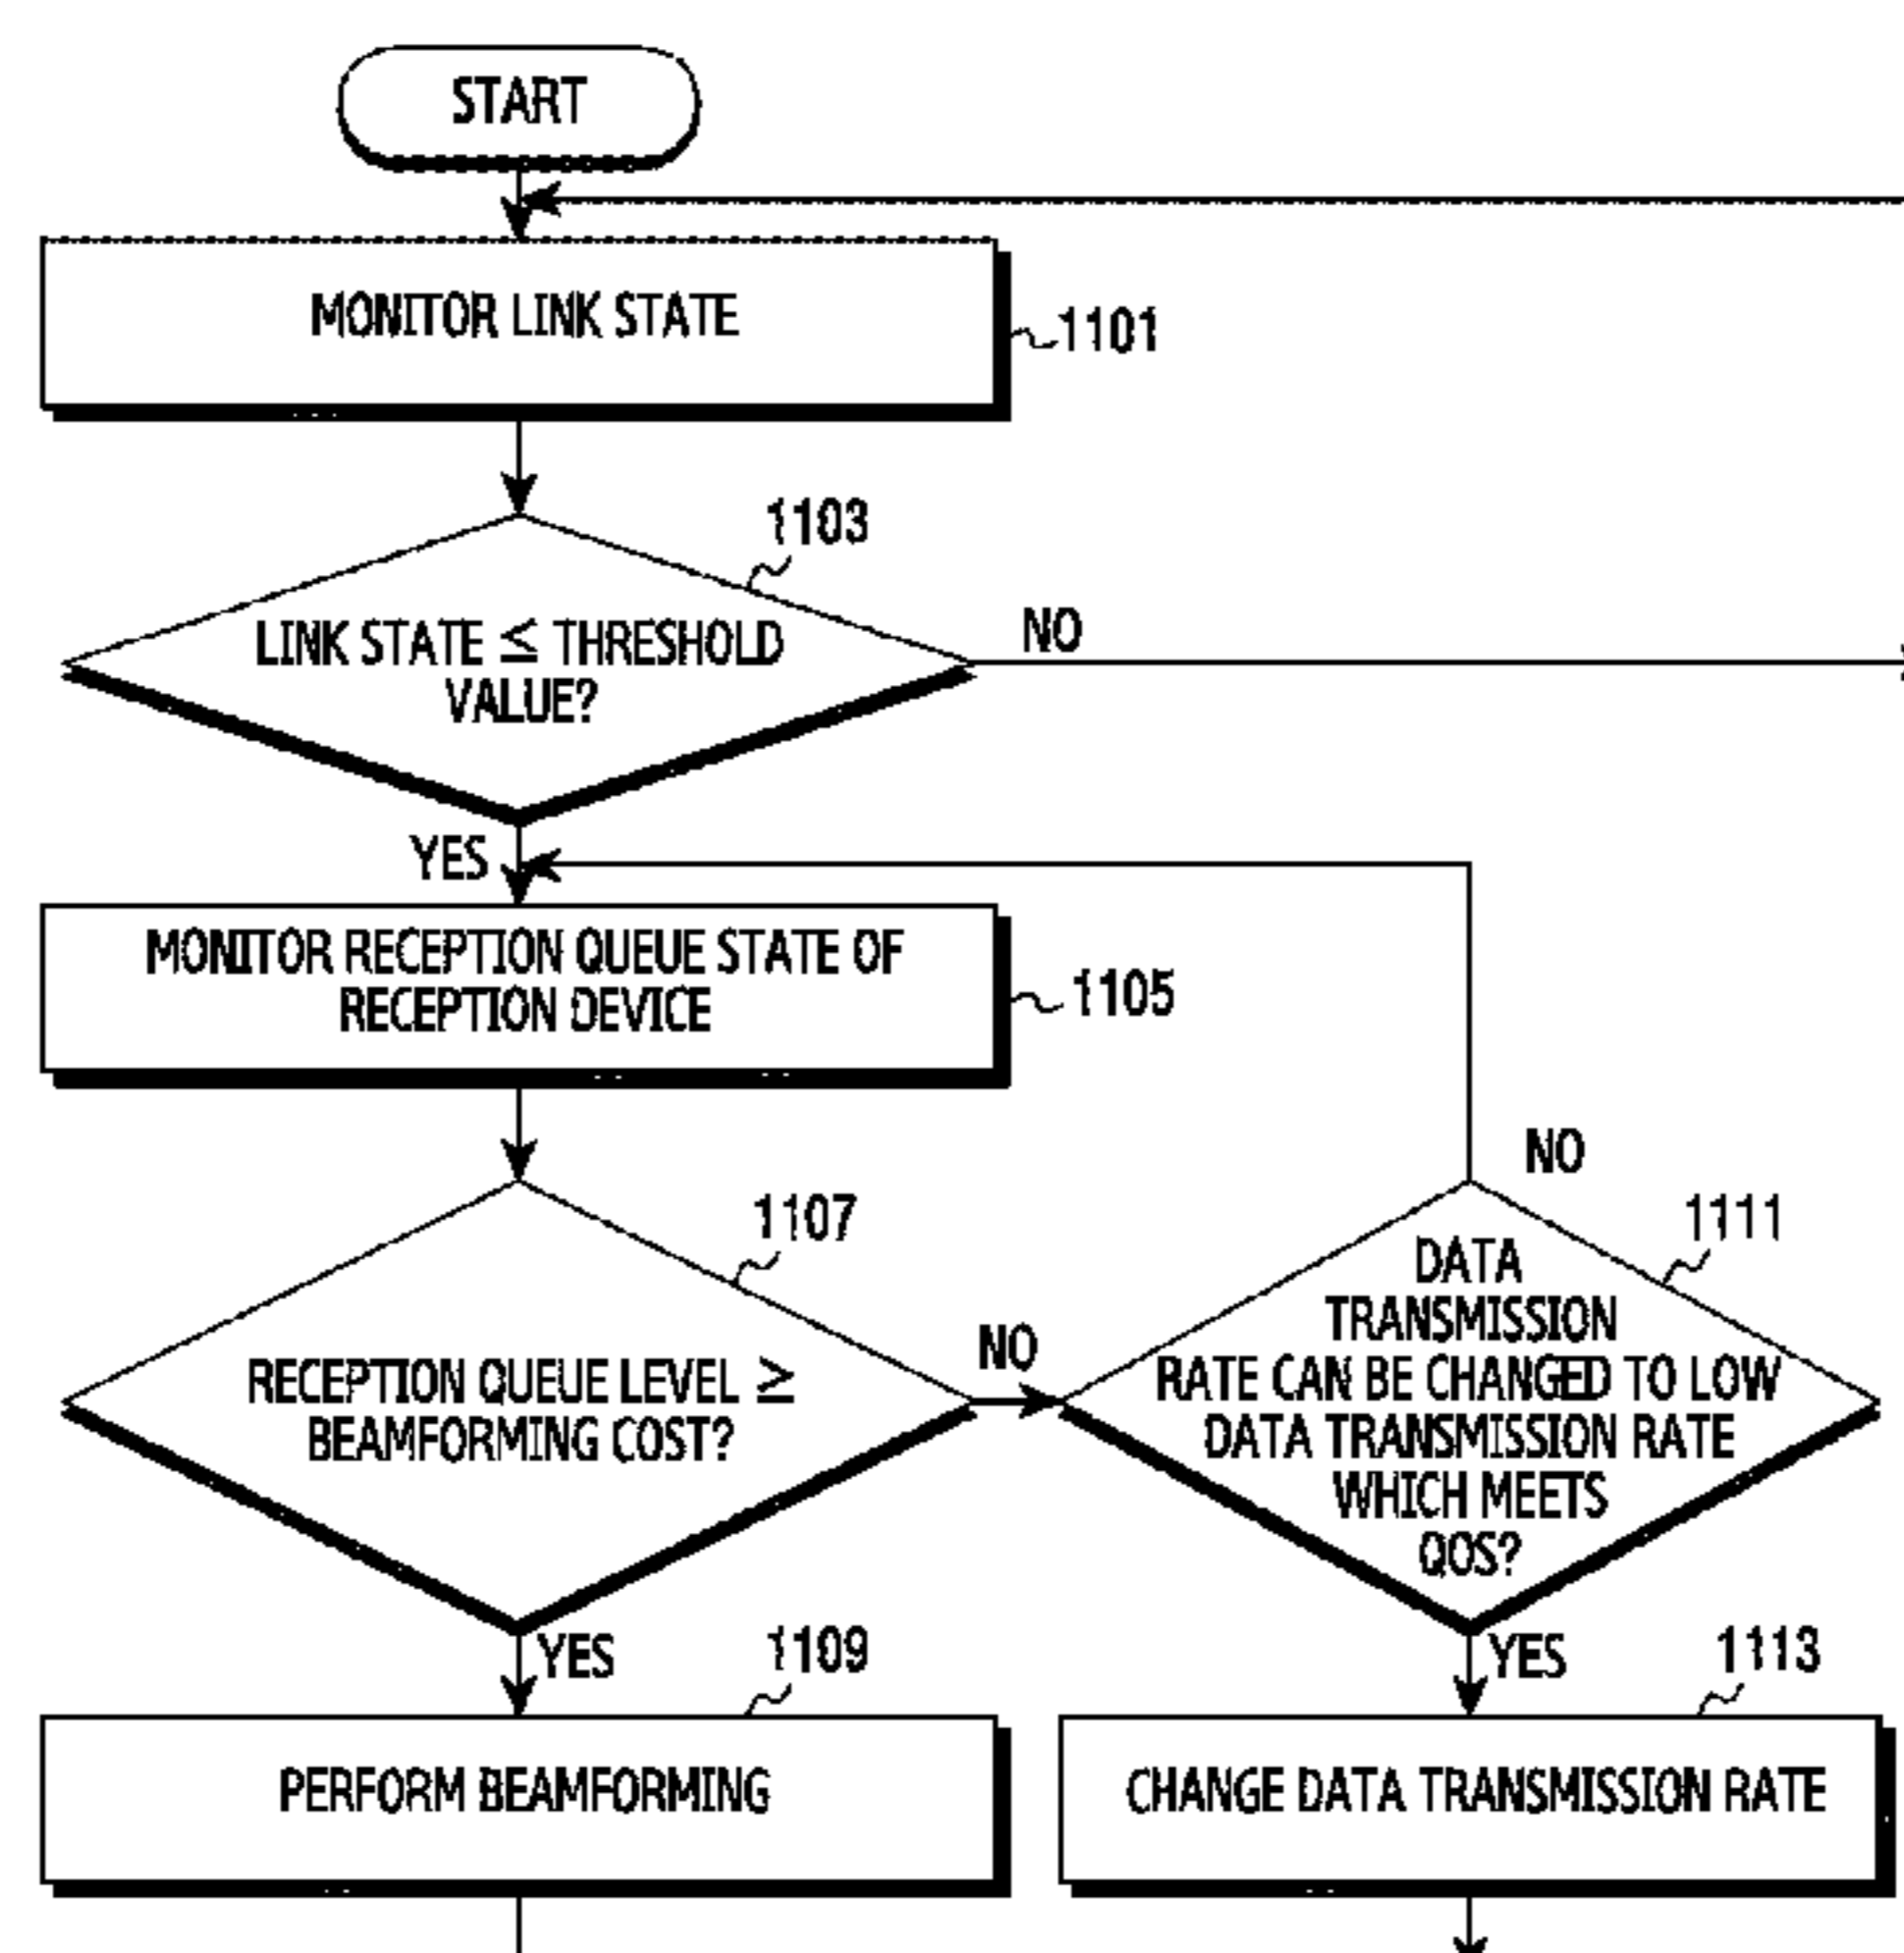 START
MONITOR LINK STATE
1101
1103
LINK STATE ≤ THRESHOLD
VALUE?
NO
YES
MONITOR RECEPTION QUEUE STATE OF
RECEPTION DEVICE
1105
1107
RECEPTION QUEUE LEVEL ≥
BEAMFORMING COST?
NO
NO
1111
DATA
TRANSMISSION
RATE CAN BE CHANGED TO LOW
DATA TRANSMISSION RATE
WHICH MEETS
QOS?
YES
1109
PERFORM BEAMFORMING
YES
1113
CHANGE DATA TRANSMISSION RATE